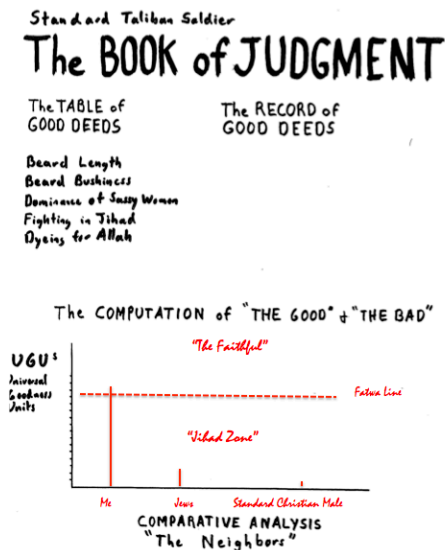 Standard Taliban Soldier
The BOOK of JUDGMENT
The TABLE of
GOOD DEEDS
The RECORD of
GOOD DEEDS
Beard Length
Beard Bushiness
Dominance of Sassy Women
Fighting in Jihad
Dyeing for Allah
The COMPUTATION of "THE GOOD" & "THE BAD"
"The Faithful"
UGUs
Universal
Goodness
Units
Fatwa Line
"Jihad Zone"
Me
Jews
Standard Christian Male
COMPARATIVE ANALYSIS
"The Neighbors"